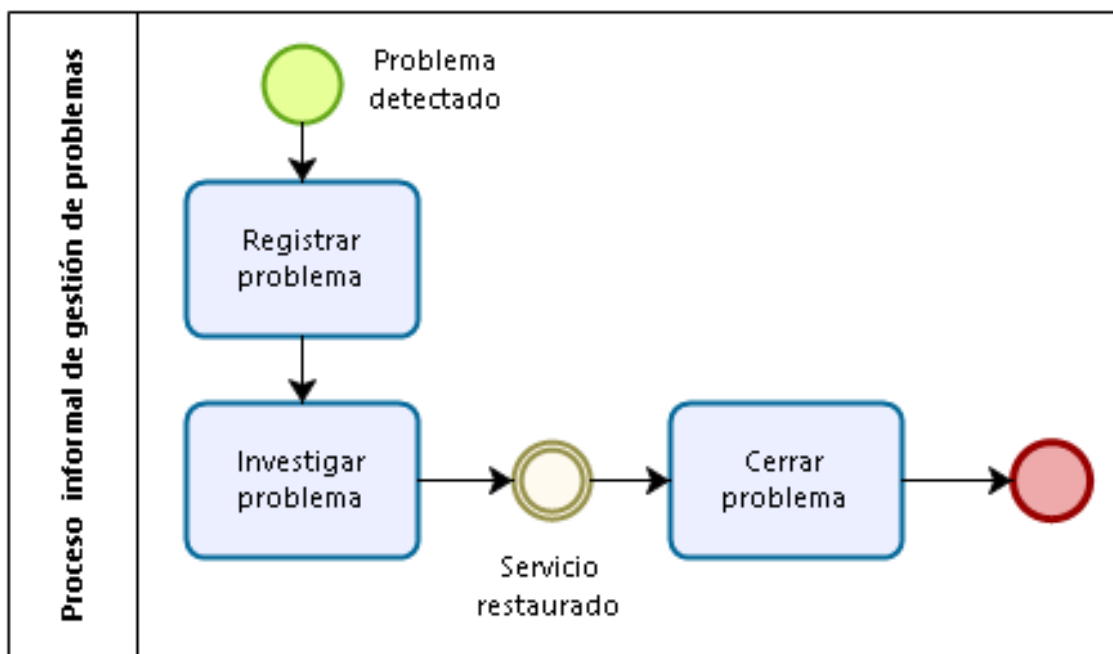 Proceso informal de gestión de problemas
Problema
detectado
Registrar
problema
Investigar
problema
Servicio
restaurado
Cerrar
problema